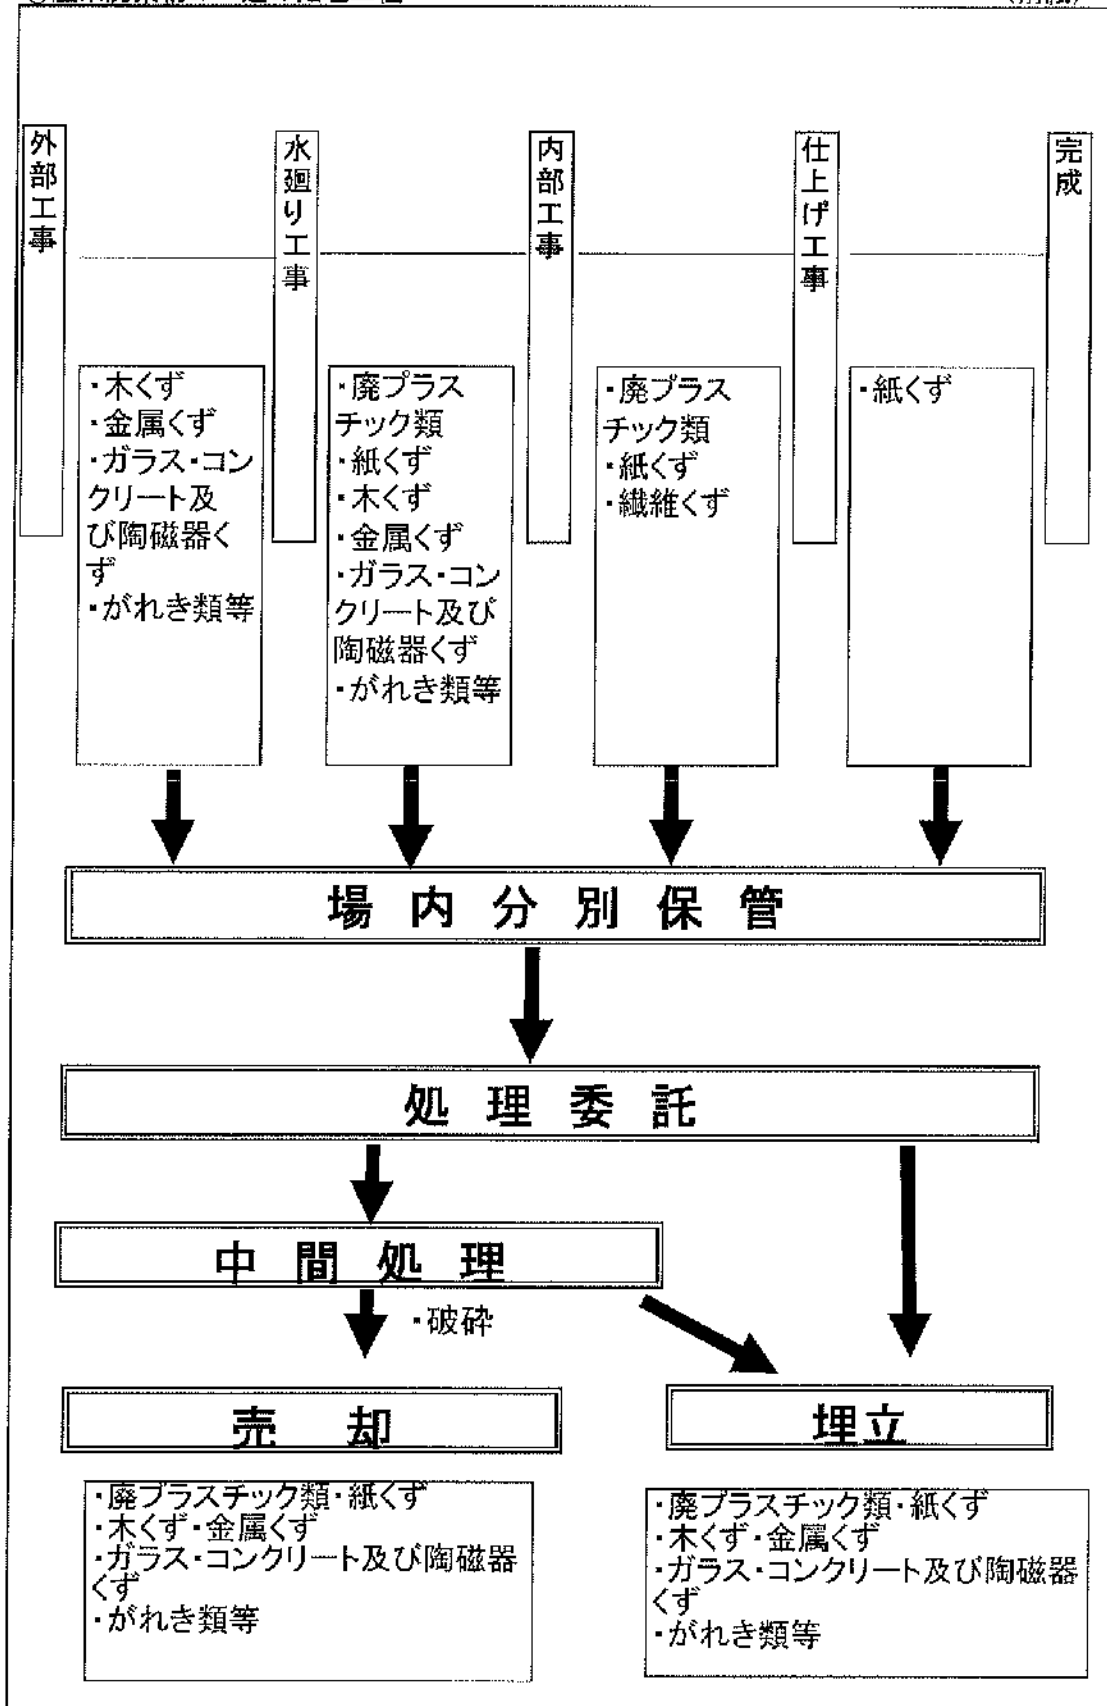 外部工事
水廻り工事
内部工事
仕上げ工事
完成
・木くず
・金属くず
・ガラス・コン
クリート及
び陶磁器く
ず
・がれき類等
・廃プラス
チック類
・紙くず
・木くず
・金属くず
・ガラス・コン
クリート及び
陶磁器くず
・がれき類等
・廃プラス
チック類
・紙くず
・繊維くず
・紙くず
場内分別保管
処理委託
中間処理
・破砕
売却
埋立
・廃プラスチック類・紙くず
・木くず・金属くず
・ガラス・コンクリート及び陶磁器
くず
・がれき類等
・廃プラスチック類・紙くず
・木くず・金属くず
・ガラス・コンクリート及び陶磁器
くず
・がれき類等